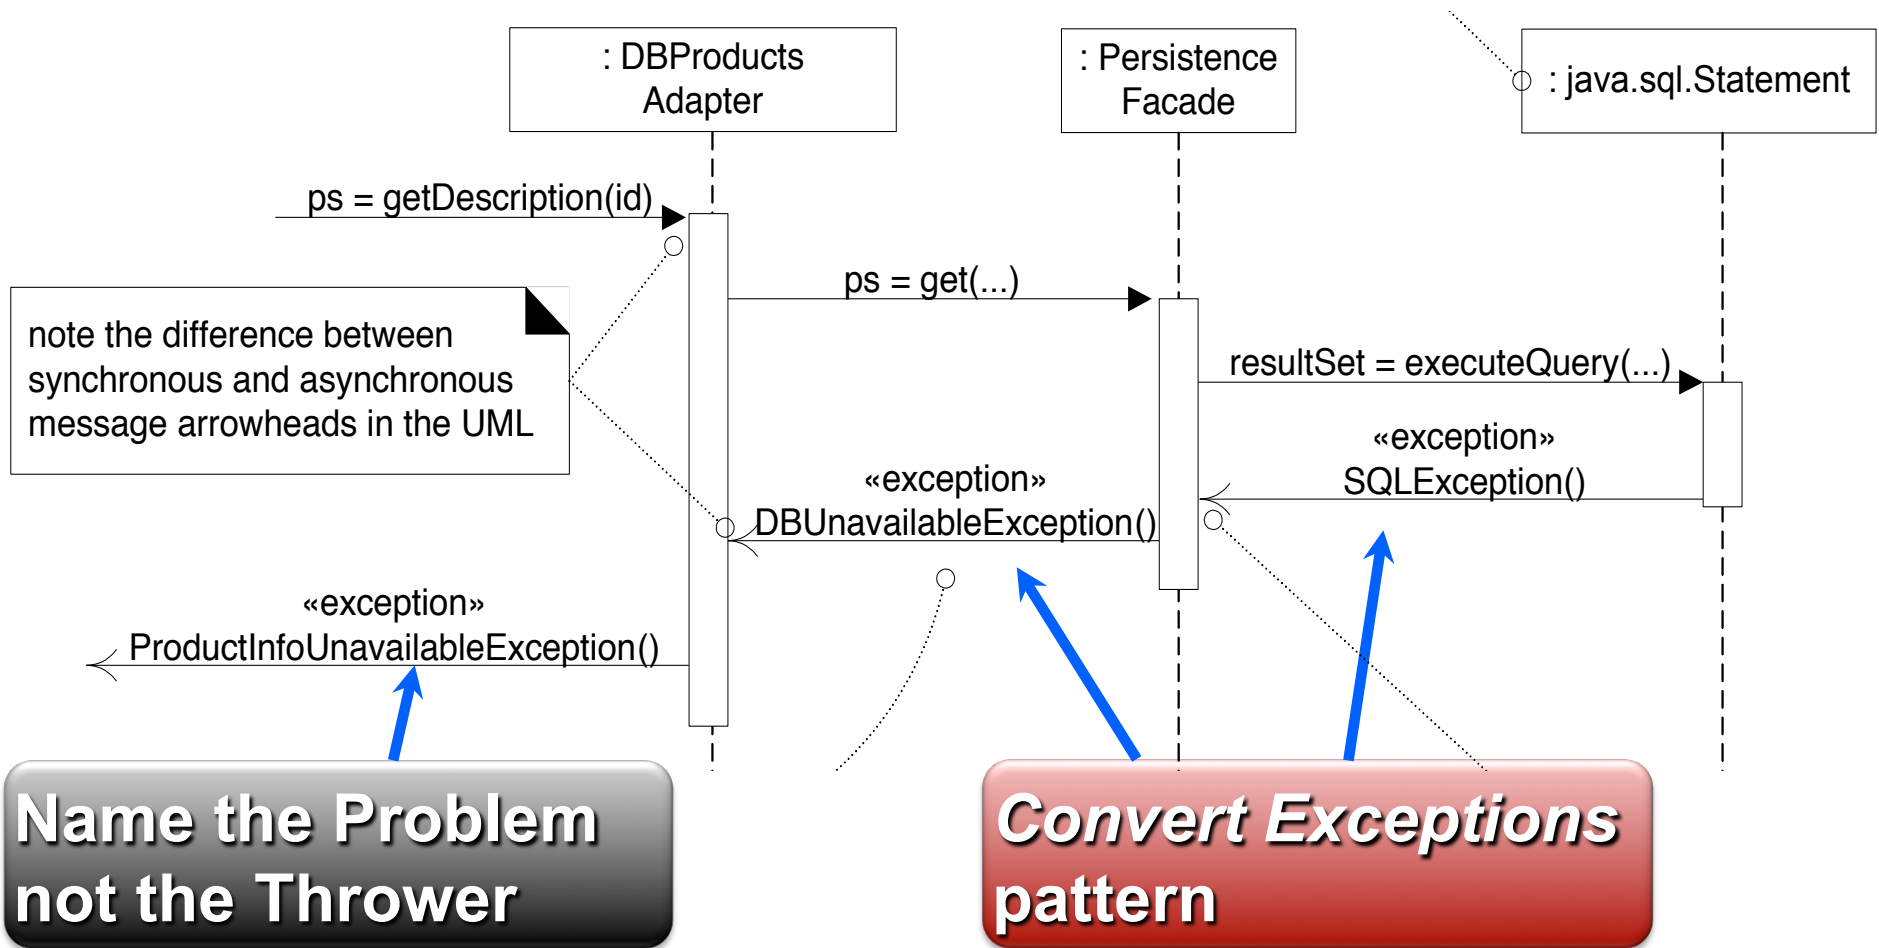 : DBProducts
Adapter
: Persistence
Facade
: java.sql.Statement
ps = getDescription(id)
ps = get(...)
note the difference between
synchronous and asynchronous
message arrowheads in the UML
resultSet = executeQuery(...)
«exception»
SQLException()
«exception»
DBUnavailableException()
«exception»
ProductInfoUnavailableException()
Name the Problem
not the Thrower
Convert Exceptions
pattern